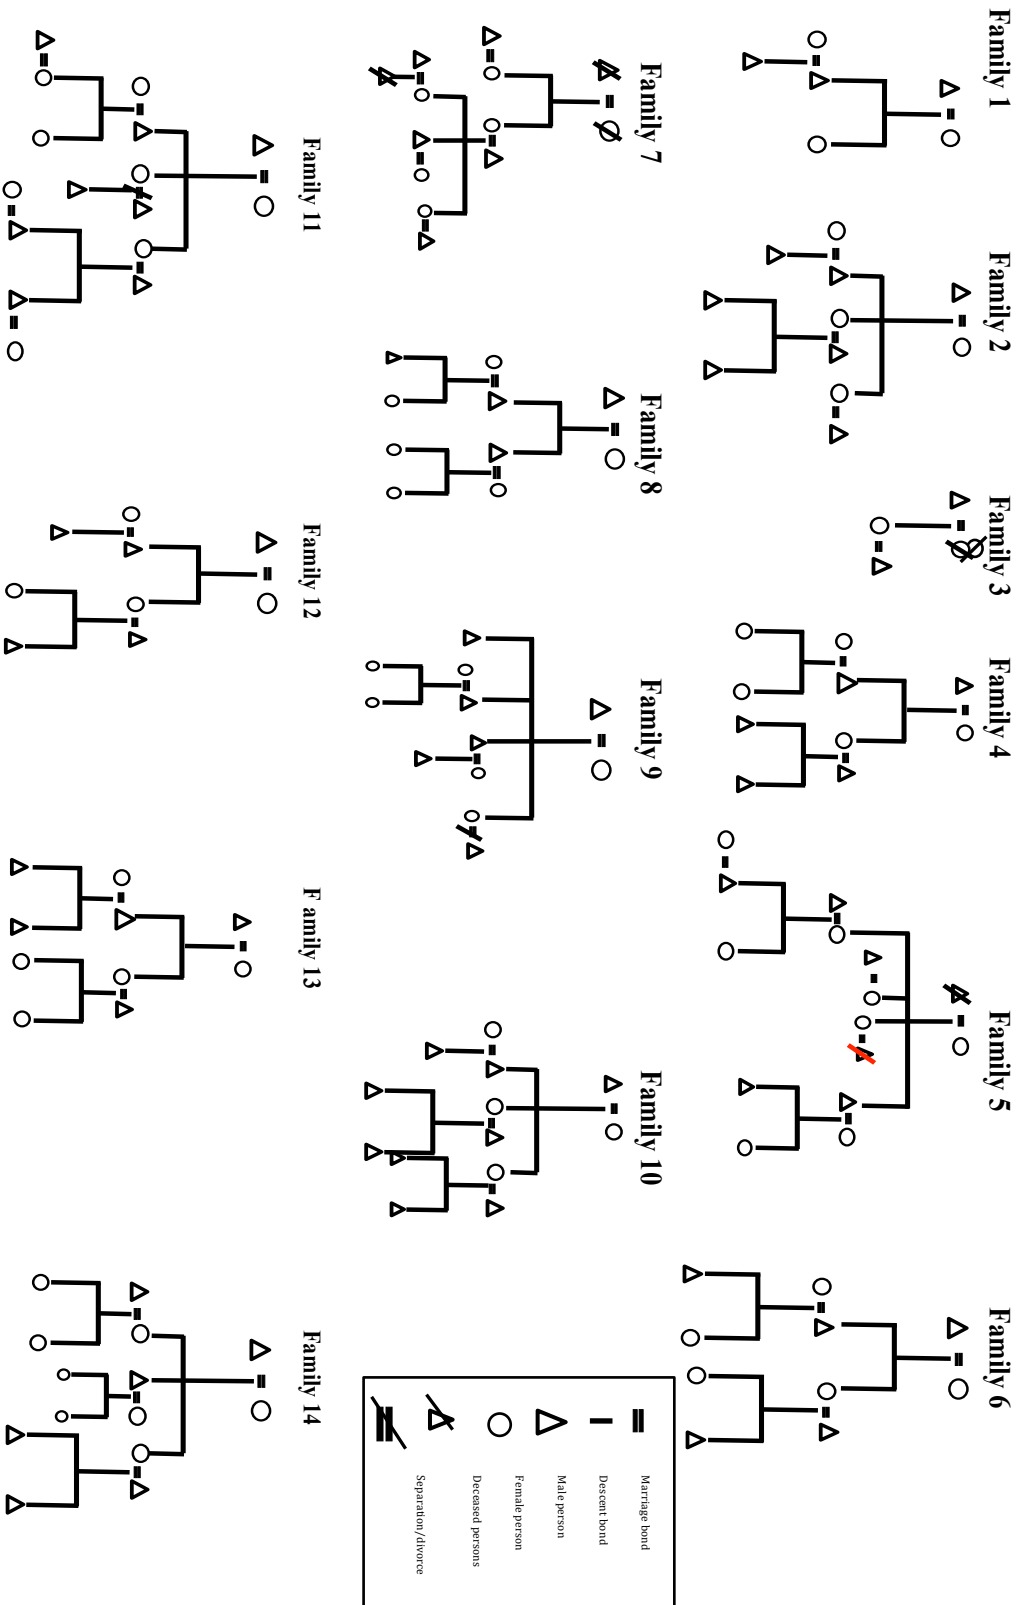 Family 1
Family 2
Family 3
Family 4
Family 5
Family 6
Family 7
Family 8
Family 9
Family 10
Family 11
Family 12
F amily 13
Family 14
Marriage bond
Descent bond
Male person
Female person
Deceased persons
Separation/divorce